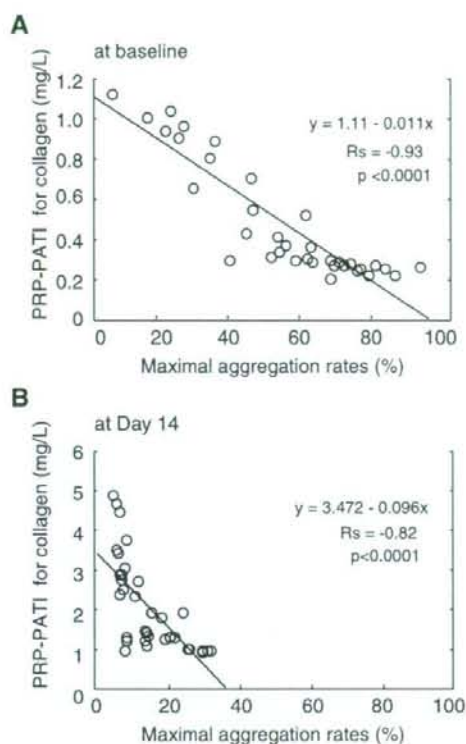 A
at baseline
PRP-PATI for collagen (mg/L)
1.2
1.0
0.8
0.6
0.4
0.2
0
y = 1.11 - 0.011x
Rs = -0.93
p <0.0001
0 20 40 60 80 100
Maximal aggregation rates (%)
B
at Day 14
PRP-PATI for collagen (mg/L)
6
5
4
3
2
1
0
y = 3.472 - 0.096x
Rs = -0.82
p<0.0001
0 20 40 60 80 100
Maximal aggregation rates (%)